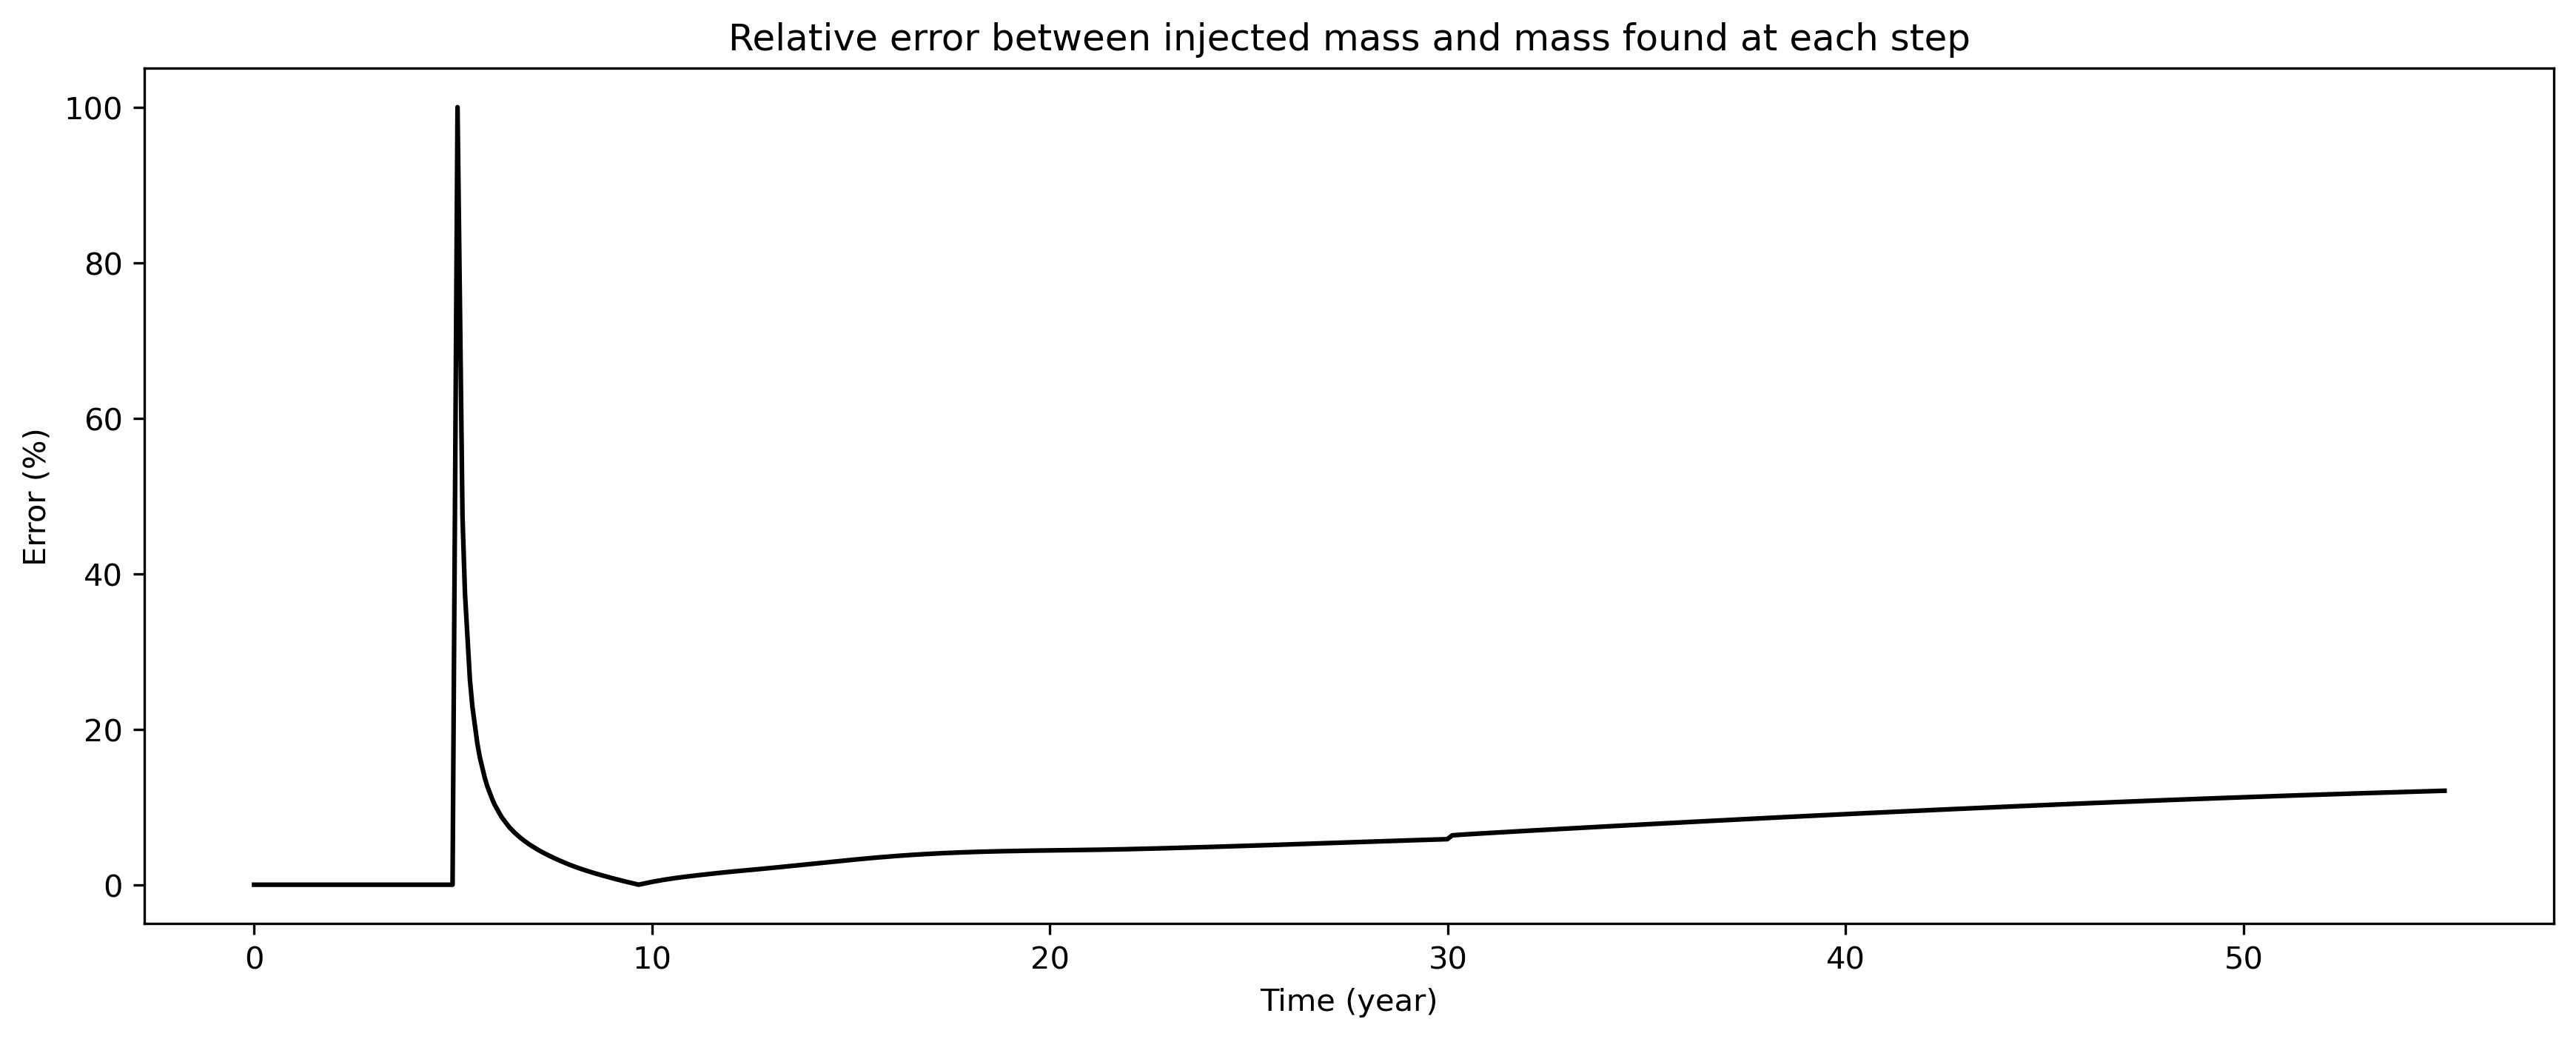 Relative error between injected mass and mass found at each step
100
80
60
40
20
0
Error (%)
0 10 20 30 40 50
Time (year)